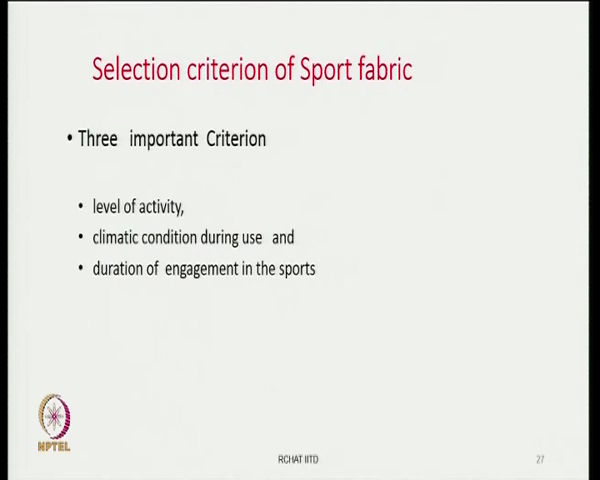 Selection criterion of Sport fabric
• Three important Criterion
• level of activity,
• climatic condition during use and
• duration of engagement in the sports
NPTEL
RCHAT IITD
27